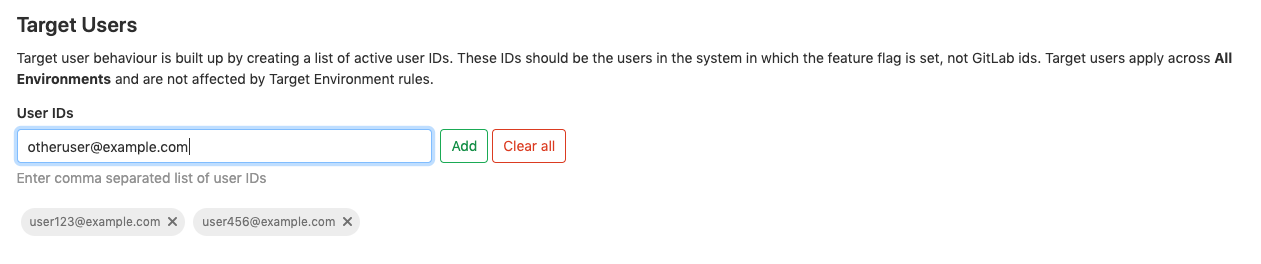 Target Users
Target user behaviour is built up by creating a list of active user IDs. These IDs should be the users in the system in which the feature flag is set, not GitLab ids. Target users apply across All
Environments and are not affected by Target Environment rules.
User IDs
otheruser@example.com
Add
Clear all
Enter comma separated list of user IDs
user123@example.com ✕ user456@example.com ✕